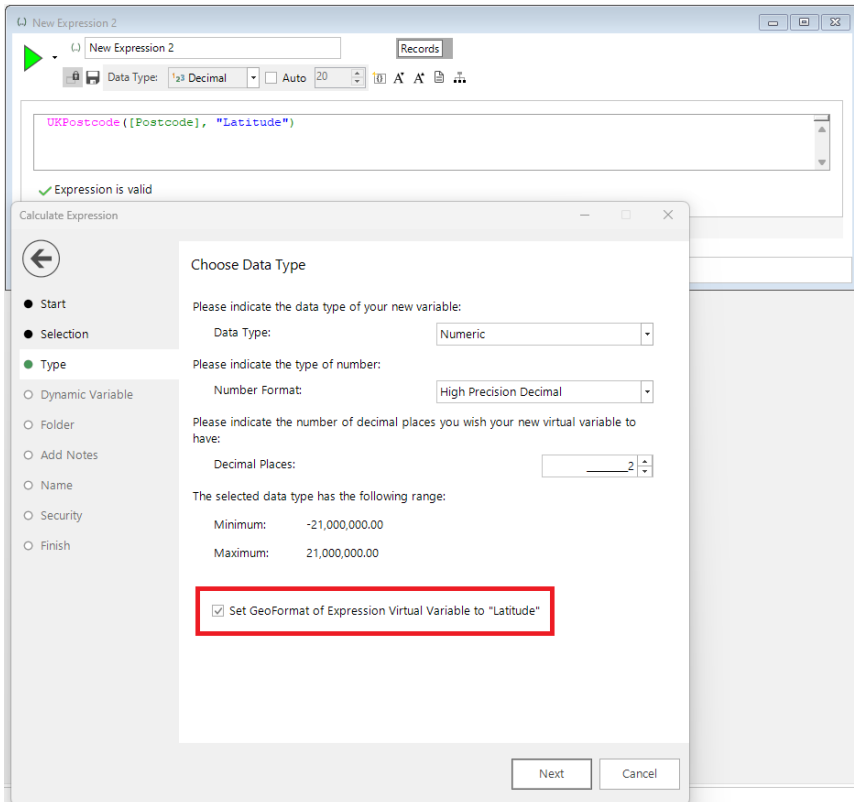 New Expression 2
New Expression 2
Records
Data Type:
123 Decimal
Auto
20
UKPostcode([Postcode], "Latitude")
Expression is valid
Calculate Expression
Choose Data Type
Start
Selection
Type
Dynamic Variable
Folder
Add Notes
Name
Security
Finish
Please indicate the data type of your new variable:
Data Type:
Numeric
Please indicate the type of number:
Number Format:
High Precision Decimal
Please indicate the number of decimal places you wish your new virtual variable to
have:
Decimal Places:
_______2
The selected data type has the following range:
Minimum: -21,000,000.00
Maximum: 21,000,000.00
Set GeoFormat of Expression Virtual Variable to "Latitude"
Next
Cancel